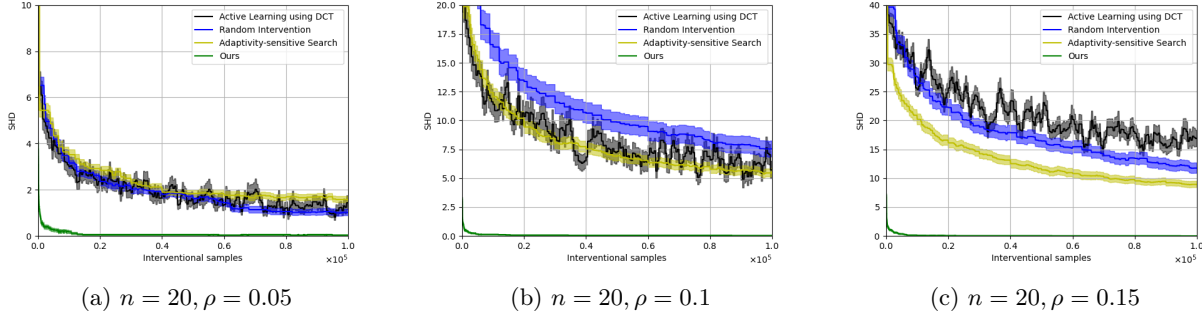 10
8
6
4
2
0
SHD
0.0 0.2 0.4 0.6 0.8 1.0
Interventional samples
×10⁵
Active Learning using DCT
Random Intervention
Adaptivity-sensitive Search
Ours
(a) n = 20, ρ = 0.05
20.0
17.5
15.0
12.5
10.0
7.5
5.0
2.5
0.0
SHD
0.0 0.2 0.4 0.6 0.8 1.0
Interventional samples
×10⁵
Active Learning using DCT
Random Intervention
Adaptivity-sensitive Search
Ours
(b) n = 20, ρ = 0.1
40
35
30
25
20
15
10
5
0
SHD
0.0 0.2 0.4 0.6 0.8 1.0
Interventional samples
×10⁵
Active Learning using DCT
Random Intervention
Adaptivity-sensitive Search
Ours
(c) n = 20, ρ = 0.15